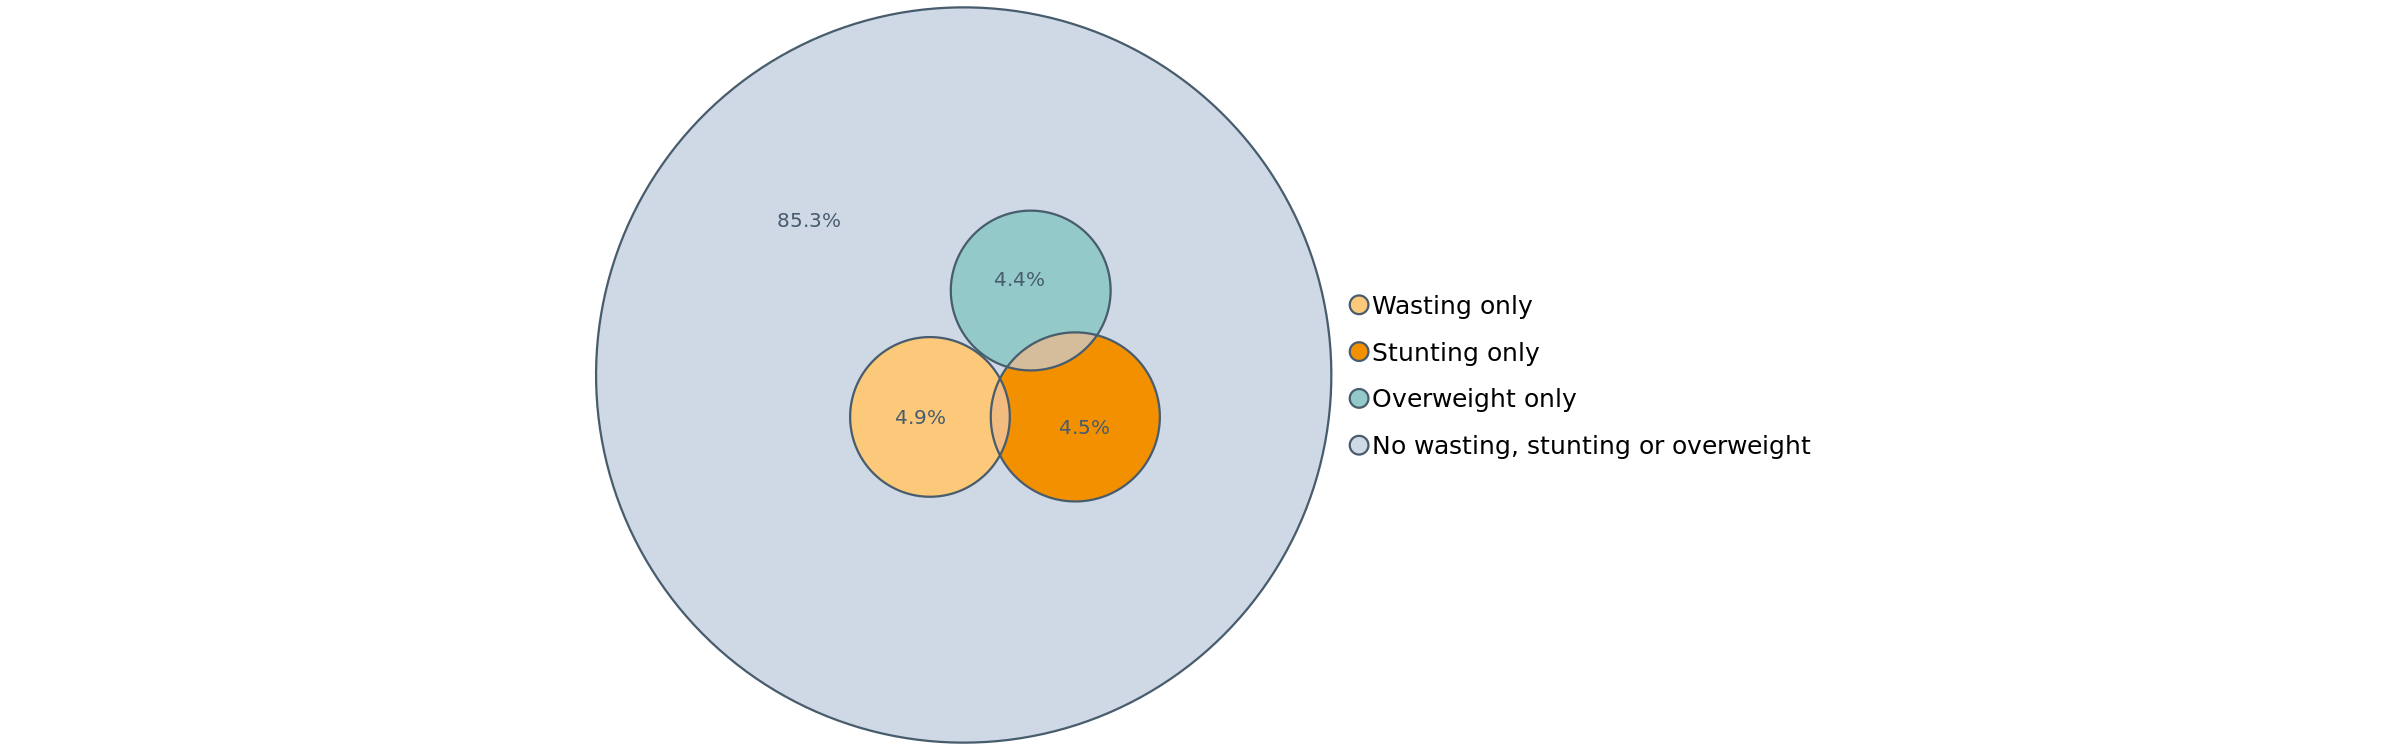 85.3%
4.4%
4.9%
4.5%
Wasting only
Stunting only
Overweight only
No wasting, stunting or overweight